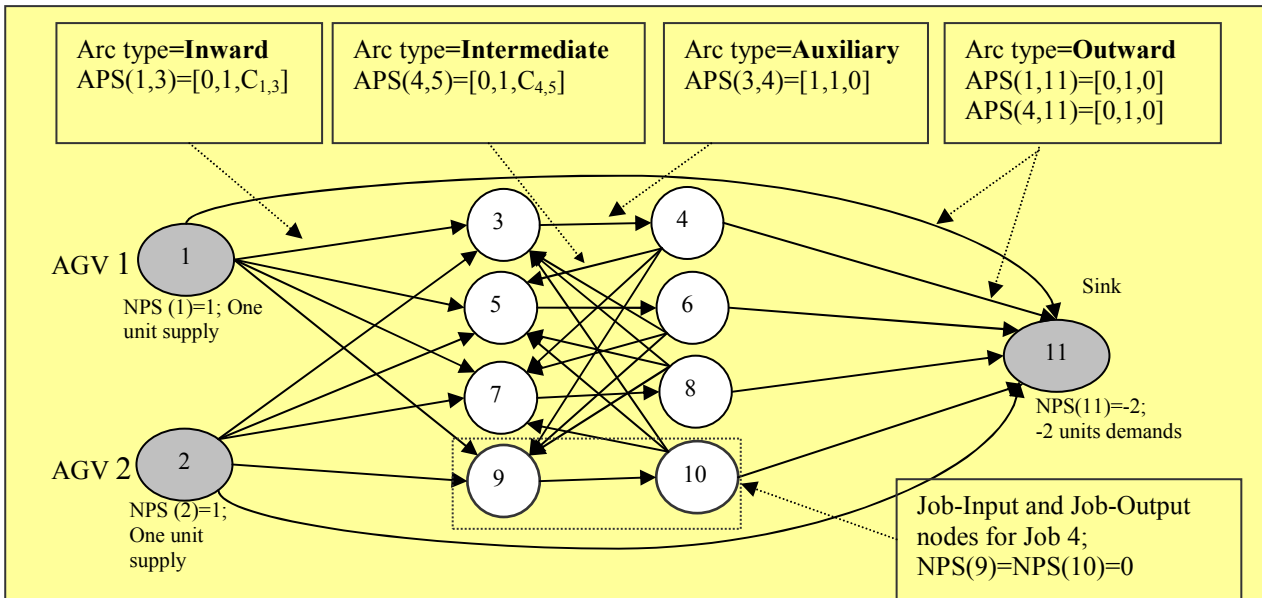 Arc type=Inward
APS(1,3)=[0,1,C1,3]
Arc type=Intermediate
APS(4,5)=[0,1,C4,5]
Arc type=Auxiliary
APS(3,4)=[1,1,0]
Arc type=Outward
APS(1,11)=[0,1,0]
APS(4,11)=[0,1,0]
AGV 1
1
NPS (1)=1; One
unit supply
3
4
5
6
7
8
9
10
Sink
11
NPS(11)=-2;
-2 units demands
AGV 2
2
NPS (2)=1;
One unit
supply
Job-Input and Job-Output
nodes for Job 4;
NPS(9)=NPS(10)=0